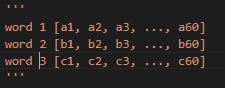 '''
word 1 [a1, a2, a3, ..., a60]
word 2 [b1, b2, b3, ..., b60]
word 3 [c1, c2, c3, ..., c60]
'''